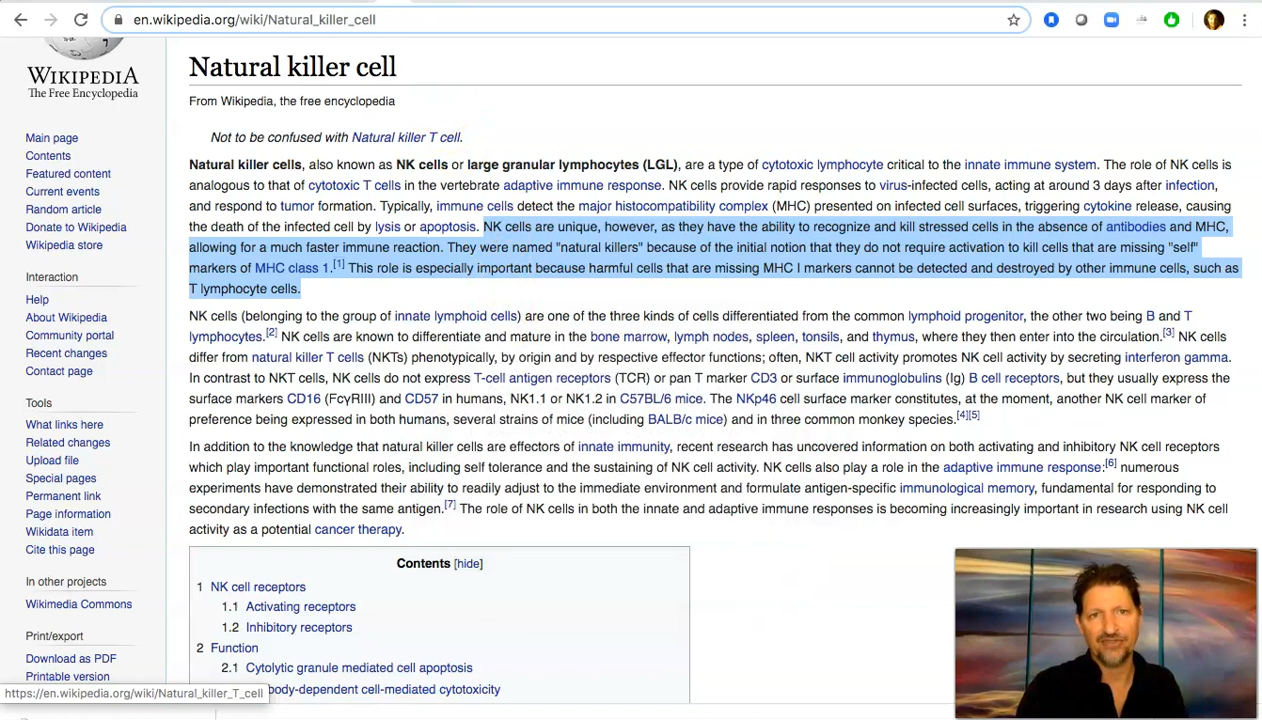 en.wikipedia.org/wiki/Natural_killer_cell
WIKIPEDIA
The Free Encyclopedia
Main page
Contents
Featured content
Current events
Random article
Donate to Wikipedia
Wikipedia store
Interaction
Help
About Wikipedia
Community portal
Recent changes
Contact page
Tools
What links here
Related changes
Upload file
Special pages
Permanent link
Page information
Wikidata item
Cite this page
In other projects
Wikimedia Commons
Print/export
Download as PDF
Printable version
https://en.wikipedia.org/wiki/Natural_killer_T_cell
Natural killer cell
From Wikipedia, the free encyclopedia
Not to be confused with Natural killer T cell.
Natural killer cells, also known as NK cells or large granular lymphocytes (LGL), are a type of cytotoxic lymphocyte critical to the innate immune system. The role of NK cells is
analogous to that of cytotoxic T cells in the vertebrate adaptive immune response. NK cells provide rapid responses to virus-infected cells, acting at around 3 days after infection,
and respond to tumor formation. Typically, immune cells detect the major histocompatibility complex (MHC) presented on infected cell surfaces, triggering cytokine release, causing
the death of the infected cell by lysis or apoptosis. NK cells are unique, however, as they have the ability to recognize and kill stressed cells in the absence of antibodies and MHC,
allowing for a much faster immune reaction. They were named "natural killers" because of the initial notion that they do not require activation to kill cells that are missing "self"
markers of MHC class 1.[1] This role is especially important because harmful cells that are missing MHC I markers cannot be detected and destroyed by other immune cells, such as
T lymphocyte cells.
NK cells (belonging to the group of innate lymphoid cells) are one of the three kinds of cells differentiated from the common lymphoid progenitor, the other two being B and T
lymphocytes.[2] NK cells are known to differentiate and mature in the bone marrow, lymph nodes, spleen, tonsils, and thymus, where they then enter into the circulation.[3] NK cells
differ from natural killer T cells (NKTs) phenotypically, by origin and by respective effector functions; often, NKT cell activity promotes NK cell activity by secreting interferon gamma.
In contrast to NKT cells, NK cells do not express T-cell antigen receptors (TCR) or pan T marker CD3 or surface immunoglobulins (Ig) B cell receptors, but they usually express the
surface markers CD16 (FcγRIII) and CD57 in humans, NK1.1 or NK1.2 in C57BL/6 mice. The NKp46 cell surface marker constitutes, at the moment, another NK cell marker of
preference being expressed in both humans, several strains of mice (including BALB/c mice) and in three common monkey species.[4][5]
In addition to the knowledge that natural killer cells are effectors of innate immunity, recent research has uncovered information on both activating and inhibitory NK cell receptors
which play important functional roles, including self tolerance and the sustaining of NK cell activity. NK cells also play a role in the adaptive immune response:[6] numerous
experiments have demonstrated their ability to readily adjust to the immediate environment and formulate antigen-specific immunological memory, fundamental for responding to
secondary infections with the same antigen.[7] The role of NK cells in both the innate and adaptive immune responses is becoming increasingly important in research using NK cell
activity as a potential cancer therapy.
Contents [hide]
1 NK cell receptors
1.1 Activating receptors
1.2 Inhibitory receptors
2 Function
2.1 Cytolytic granule mediated cell apoptosis
body-dependent cell-mediated cytotoxicity